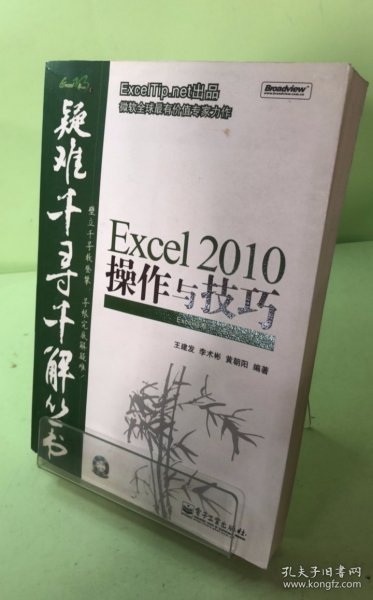 ExcelTip.net出品
微软全球最有价值专家力作
Broadview
疑难千寻千解丛书
Excel 2010
操作与技巧
王建发 李术彬 黄朝阳 编著
电子工业出版社
孔夫子旧书网